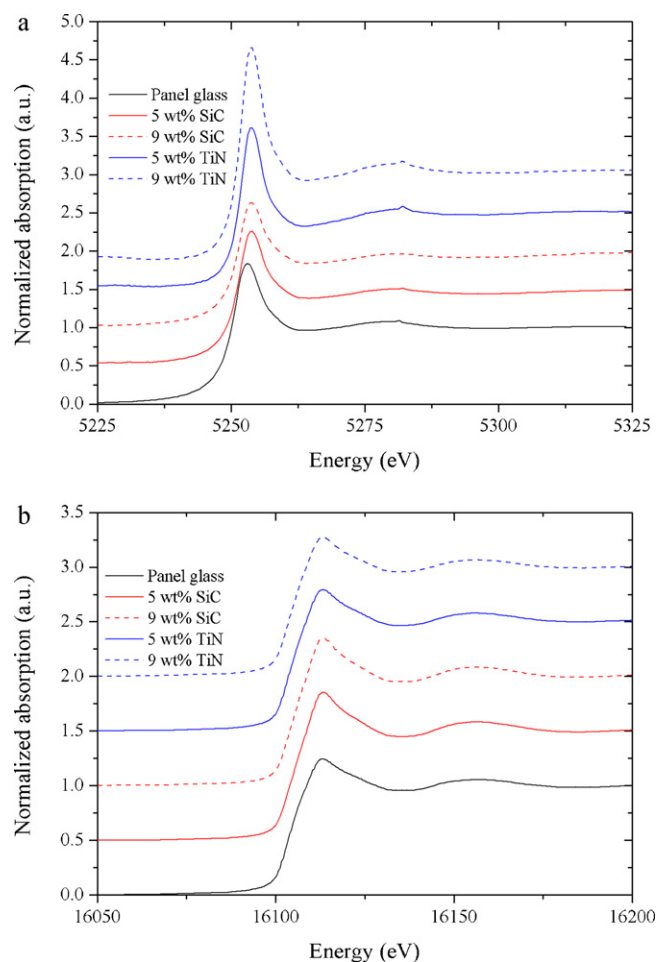 a
5.0
4.5
4.0
3.5
3.0
2.5
2.0
1.5
1.0
0.5
0.0
Normalized absorption (a.u.)
Panel glass
5 wt% SiC
9 wt% SiC
5 wt% TiN
9 wt% TiN
5225 5250 5275 5300 5325
Energy (eV)
b
3.5
3.0
2.5
2.0
1.5
1.0
0.5
0.0
Normalized absorption (a.u.)
Panel glass
5 wt% SiC
9 wt% SiC
5 wt% TiN
9 wt% TiN
16050 16100 16150 16200
Energy (eV)